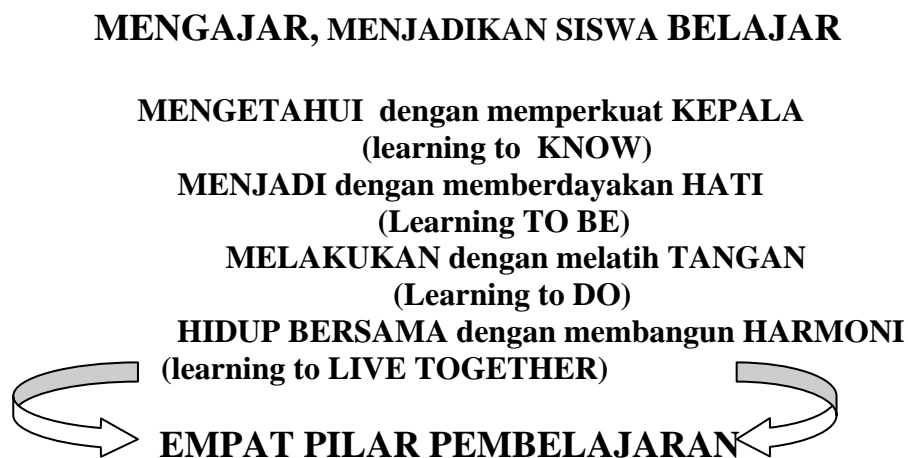 MENGAJAR, MENJADIKAN SISWA BELAJAR
MENGETAHUI dengan memperkuat KEPALA
(learning to KNOW)
MENJADI dengan memberdayakan HATI
(Learning TO BE)
MELAKUKAN dengan melatih TANGAN
(Learning to DO)
HIDUP BERSAMA dengan membangun HARMONI
(learning to LIVE TOGETHER)
EMPAT PILAR PEMBELAJARAN